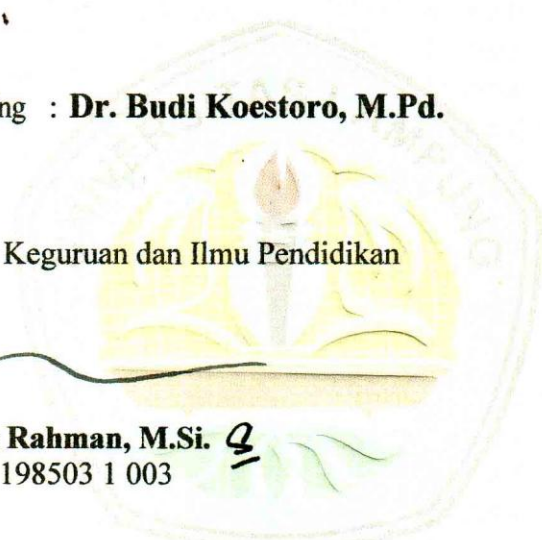 ng : Dr. Budi Koestoro, M.Pd.
Keguruan dan Ilmu Pendidikan
Rahman, M.Si.
198503 1 003